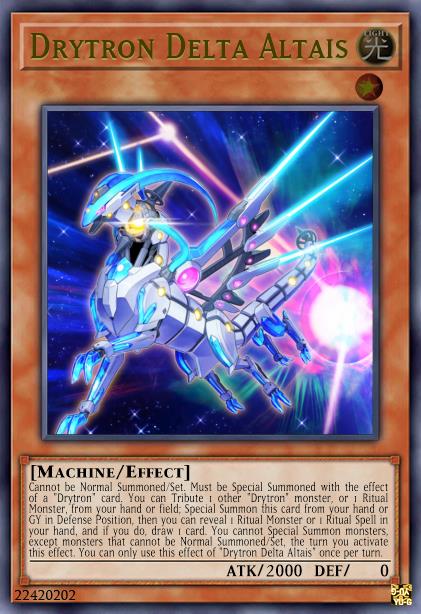 Drytron Delta Altais
LIGHT
光
[Machine/Effect]
Cannot be Normal Summoned/Set. Must be Special Summoned with the effect
of a "Drytron" card. You can Tribute 1 other "Drytron" monster, or 1 Ritual
Monster, from your hand or field; Special Summon this card from your hand or
GY in Defense Position, then you can reveal 1 Ritual Monster or 1 Ritual Spell in
your hand, and if you do, draw 1 card. You cannot Special Summon monsters,
except monsters that cannot be Normal Summoned/Set, the turn you activate
this effect. You can only use this effect of "Drytron Delta Altais" once per turn.
ATK/2000 DEF/ 0
22420202